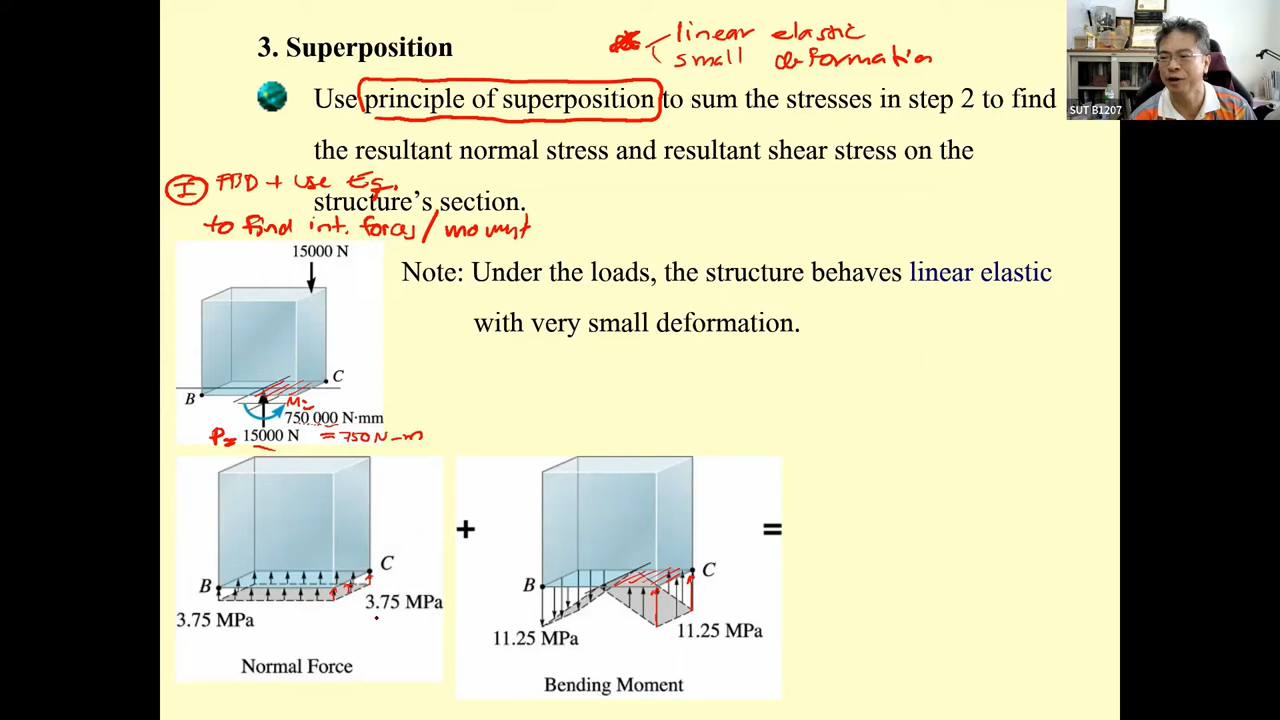 3. Superposition
linear elastic
small deformation
Use principle of superposition to sum the stresses in step 2 to find
the resultant normal stress and resultant shear stress on the
I FBD + Use Eq.
structure's section.
to find int. forces/moment
15000 N
Note: Under the loads, the structure behaves linear elastic
with very small deformation.
C
B
M=
750 000 N·mm
P= 15000 N = 750 N-m
B
C
3.75 MPa
3.75 MPa
Normal Force
+
B
C
11.25 MPa
11.25 MPa
Bending Moment
=
SUT B1207